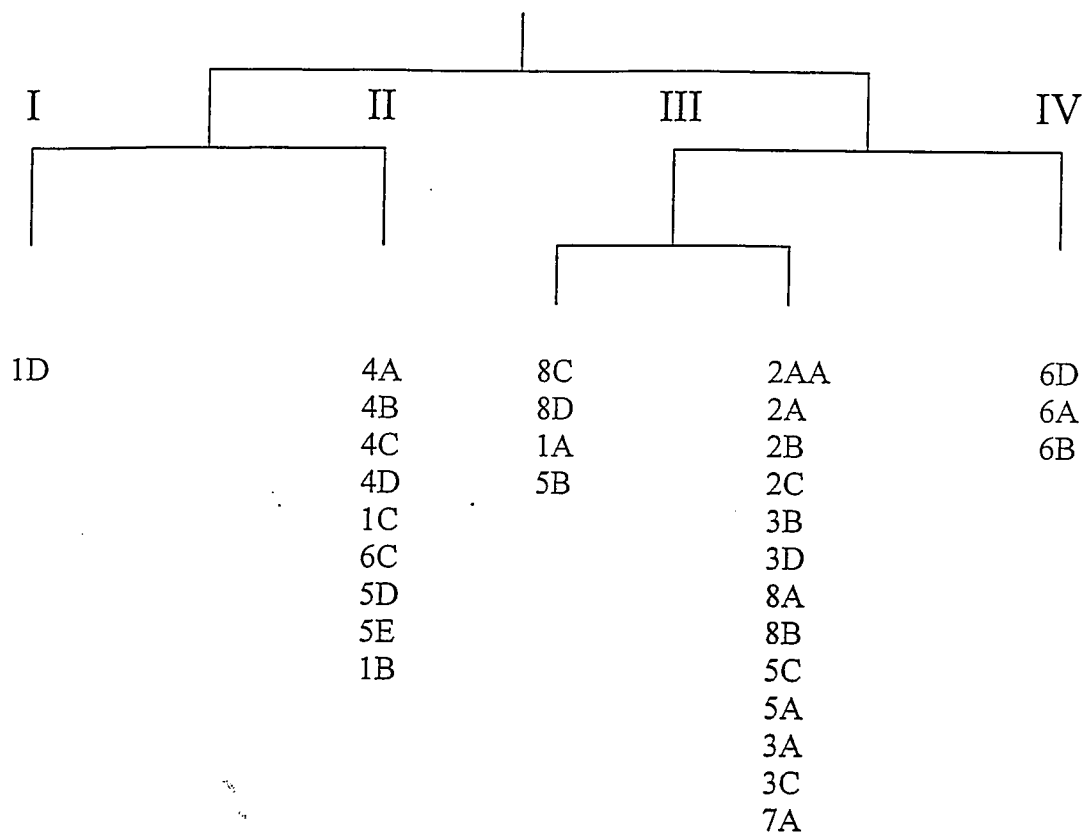 I II III IV
1D 4A 8C 2AA 6D
4B 8D 2A 6A
4C 1A 2B 6B
4D 5B 2C
1C 3B
6C 3D
5D 8A
5E 8B
1B 5C
5A
3A
3C
7A